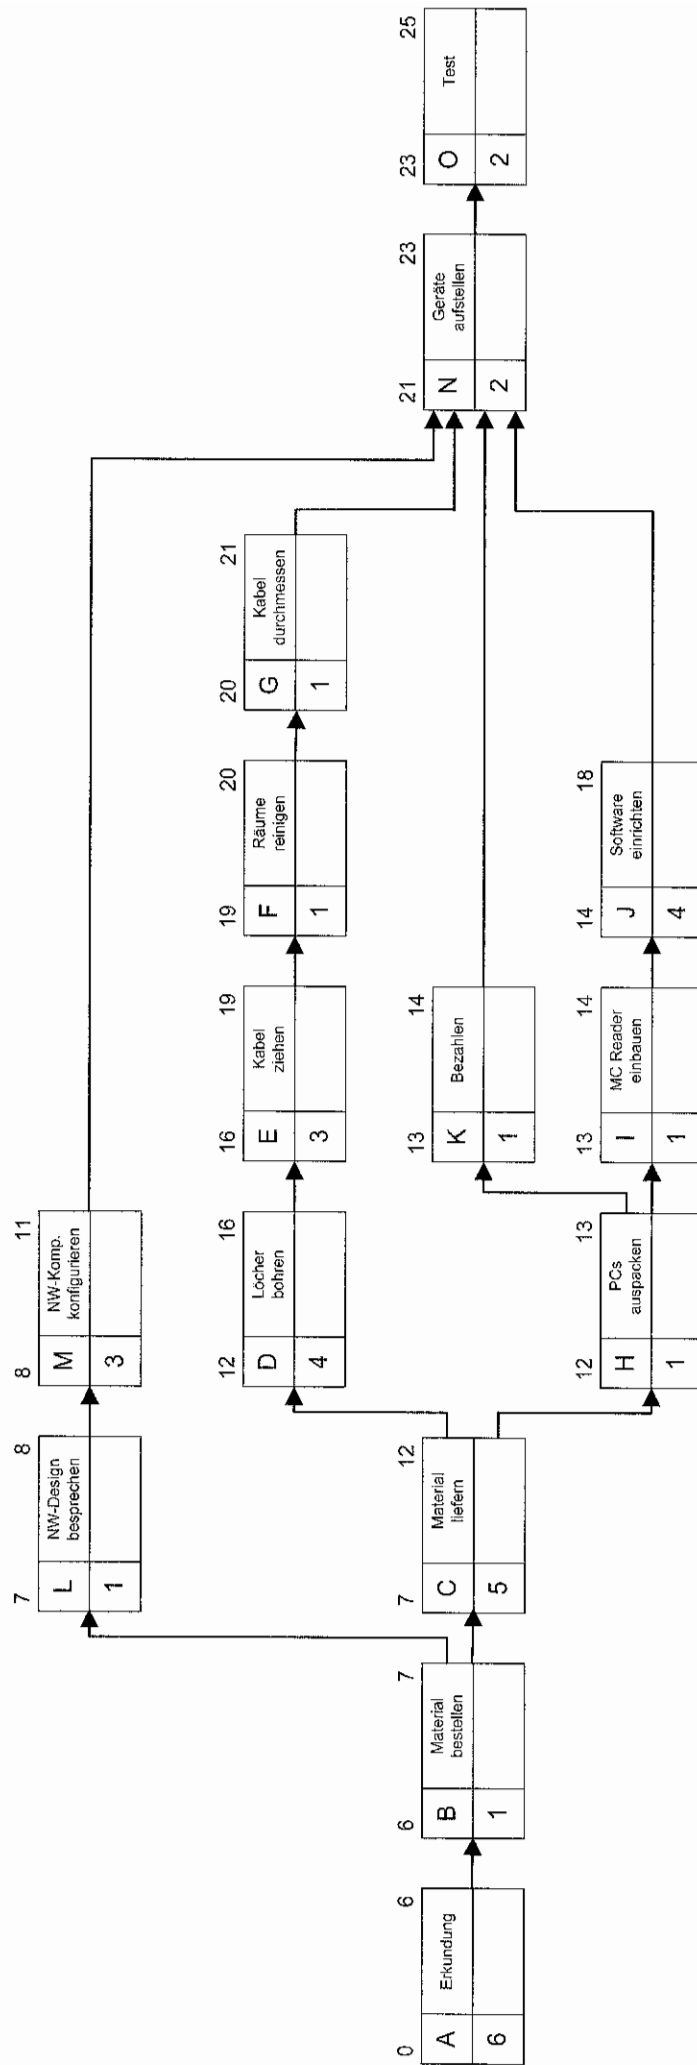 7 8
L NW-Design
besprechen
1
8 11
M NW-Komp.
konfigurieren
3
12 16
D Löcher
bohren
4
16 19
E Kabel
ziehen
3
19 20
F Räume
reinigen
1
20 21
G Kabel
durchmessen
1
0 6
A Erkundung
6
6 7
B Material
bestellen
1
7 12
C Material
liefern
5
13 14
K Bezahlen
1
21 23
N Geräte
aufstellen
2
23 25
O Test
2
12 13
H PCs
auspacken
1
13 14
I MC Reader
einbauen
1
14 18
J Software
einrichten
4